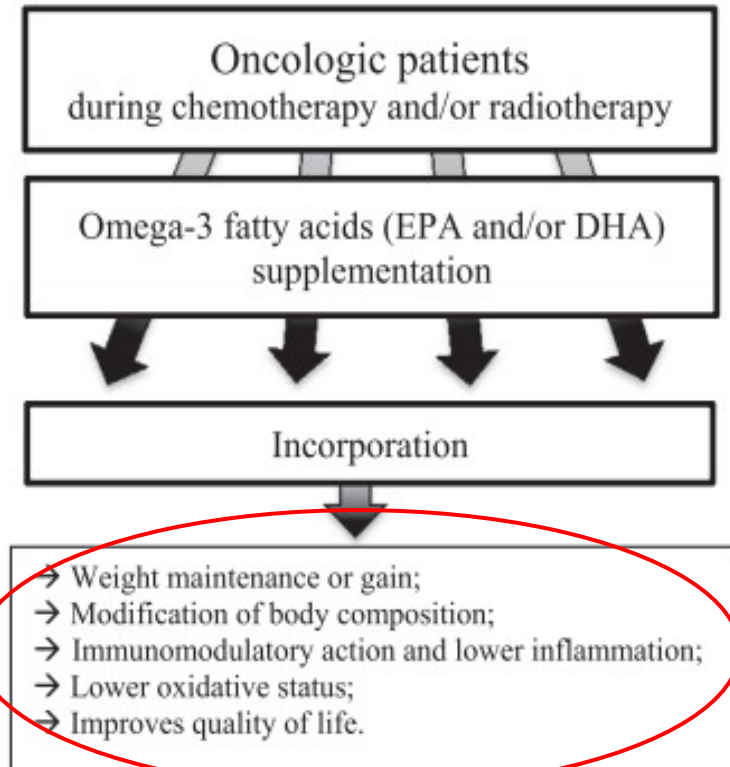 Oncologic patients
during chemotherapy and/or radiotherapy
Omega-3 fatty acids (EPA and/or DHA)
supplementation
Incorporation
→ Weight maintenance or gain;
→ Modification of body composition;
→ Immunomodulatory action and lower inflammation;
→ Lower oxidative status;
→ Improves quality of life.